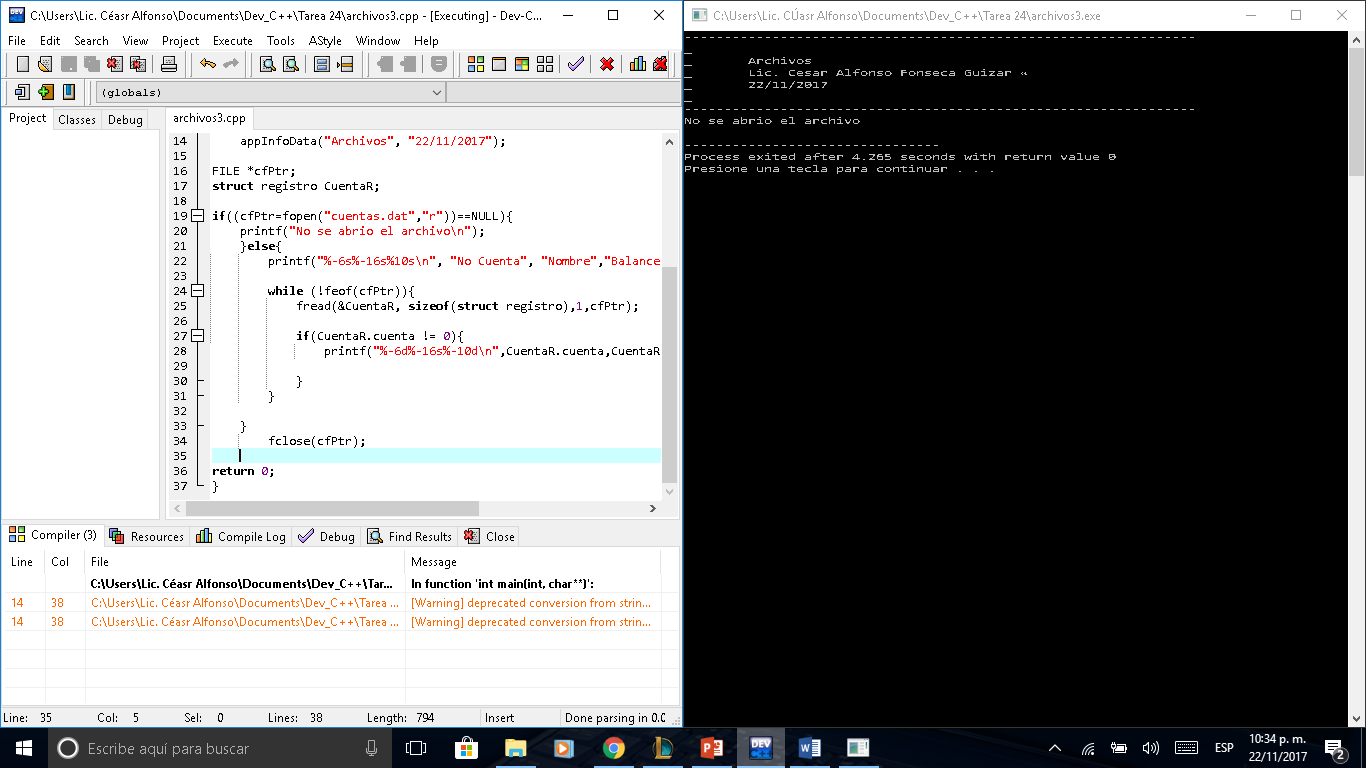 C:\Users\Lic. Céasr Alfonso\Documents\Dev_C++\Tarea 24\archivos3.cpp - [Executing] - Dev-C...
File Edit Search View Project Execute Tools AStyle Window Help
(globals)
Project Classes Debug
archivos3.cpp
14 appInfoData("Archivos", "22/11/2017");
15
16 FILE *cfPtr;
17 struct registro CuentaR;
18
19 if((cfPtr=fopen("cuentas.dat","r"))==NULL){
20 printf("No se abrio el archivo\n");
21 }else{
22 printf("%-6s%-16s%10s\n", "No Cuenta", "Nombre","Balance
23
24 while (!feof(cfPtr)){
25 fread(&CuentaR, sizeof(struct registro),1,cfPtr);
26
27 if(CuentaR.cuenta != 0){
28 printf("%-6d%-16s%-10d\n",CuentaR.cuenta,CuentaR
29
30 }
31 }
32
33 }
34 fclose(cfPtr);
35
36 return 0;
37 }
Compiler (3) Resources Compile Log Debug Find Results Close
Line Col File Message
C:\Users\Lic. Céasr Alfonso\Documents\Dev_C++\Tar... In function 'int main(int, char**)':
14 38 C:\Users\Lic. Céasr Alfonso\Documents\Dev_C++\Tarea ... [Warning] deprecated conversion from strin...
14 38 C:\Users\Lic. Céasr Alfonso\Documents\Dev_C++\Tarea ... [Warning] deprecated conversion from strin...
Line: 35 Col: 5 Sel: 0 Lines: 38 Length: 794 Insert Done parsing in 0.0
C:\Users\Lic. CÚasr Alfonso\Documents\Dev_C++\Tarea 24\archivos3.exe
Archivos
Lic. Cesar Alfonso Fonseca Guizar «
22/11/2017
No se abrio el archivo
--------------------------------
Process exited after 4.265 seconds with return value 0
Presione una tecla para continuar . . .
Escribe aquí para buscar
DEV
ESP
10:34 p. m.
22/11/2017
2